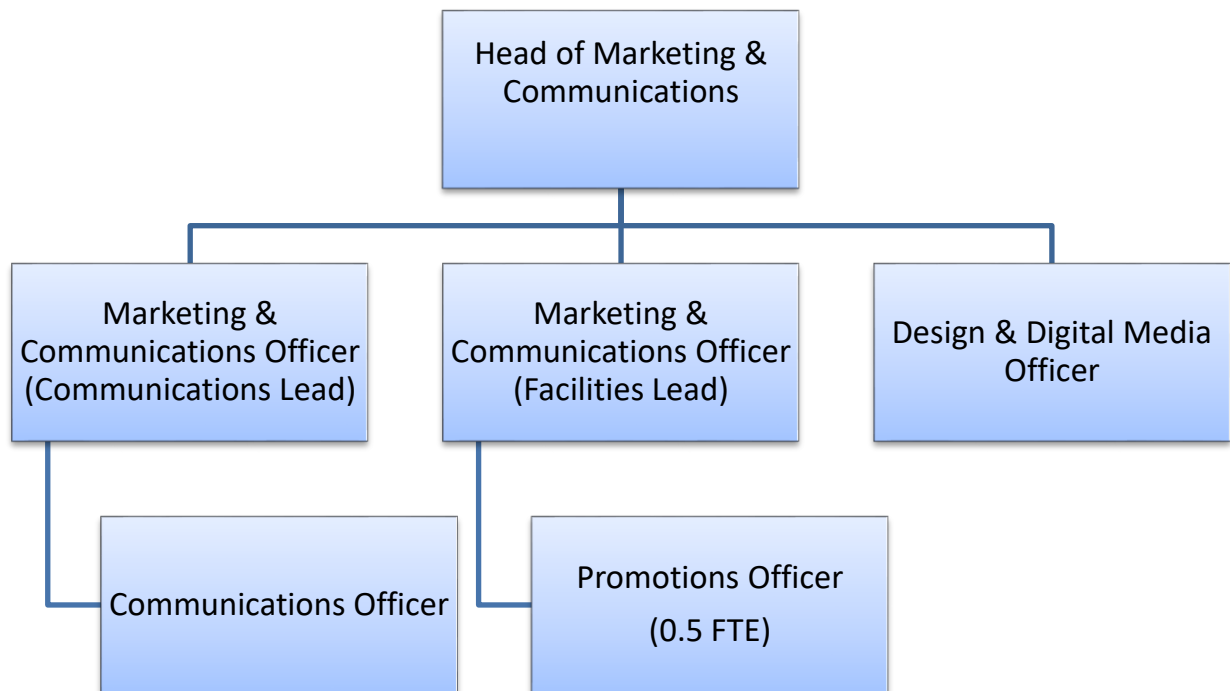 Head of Marketing &
Communications
Marketing &
Communications Officer
(Communications Lead)
Marketing &
Communications Officer
(Facilities Lead)
Design & Digital Media
Officer
Communications Officer
Promotions Officer
(0.5 FTE)